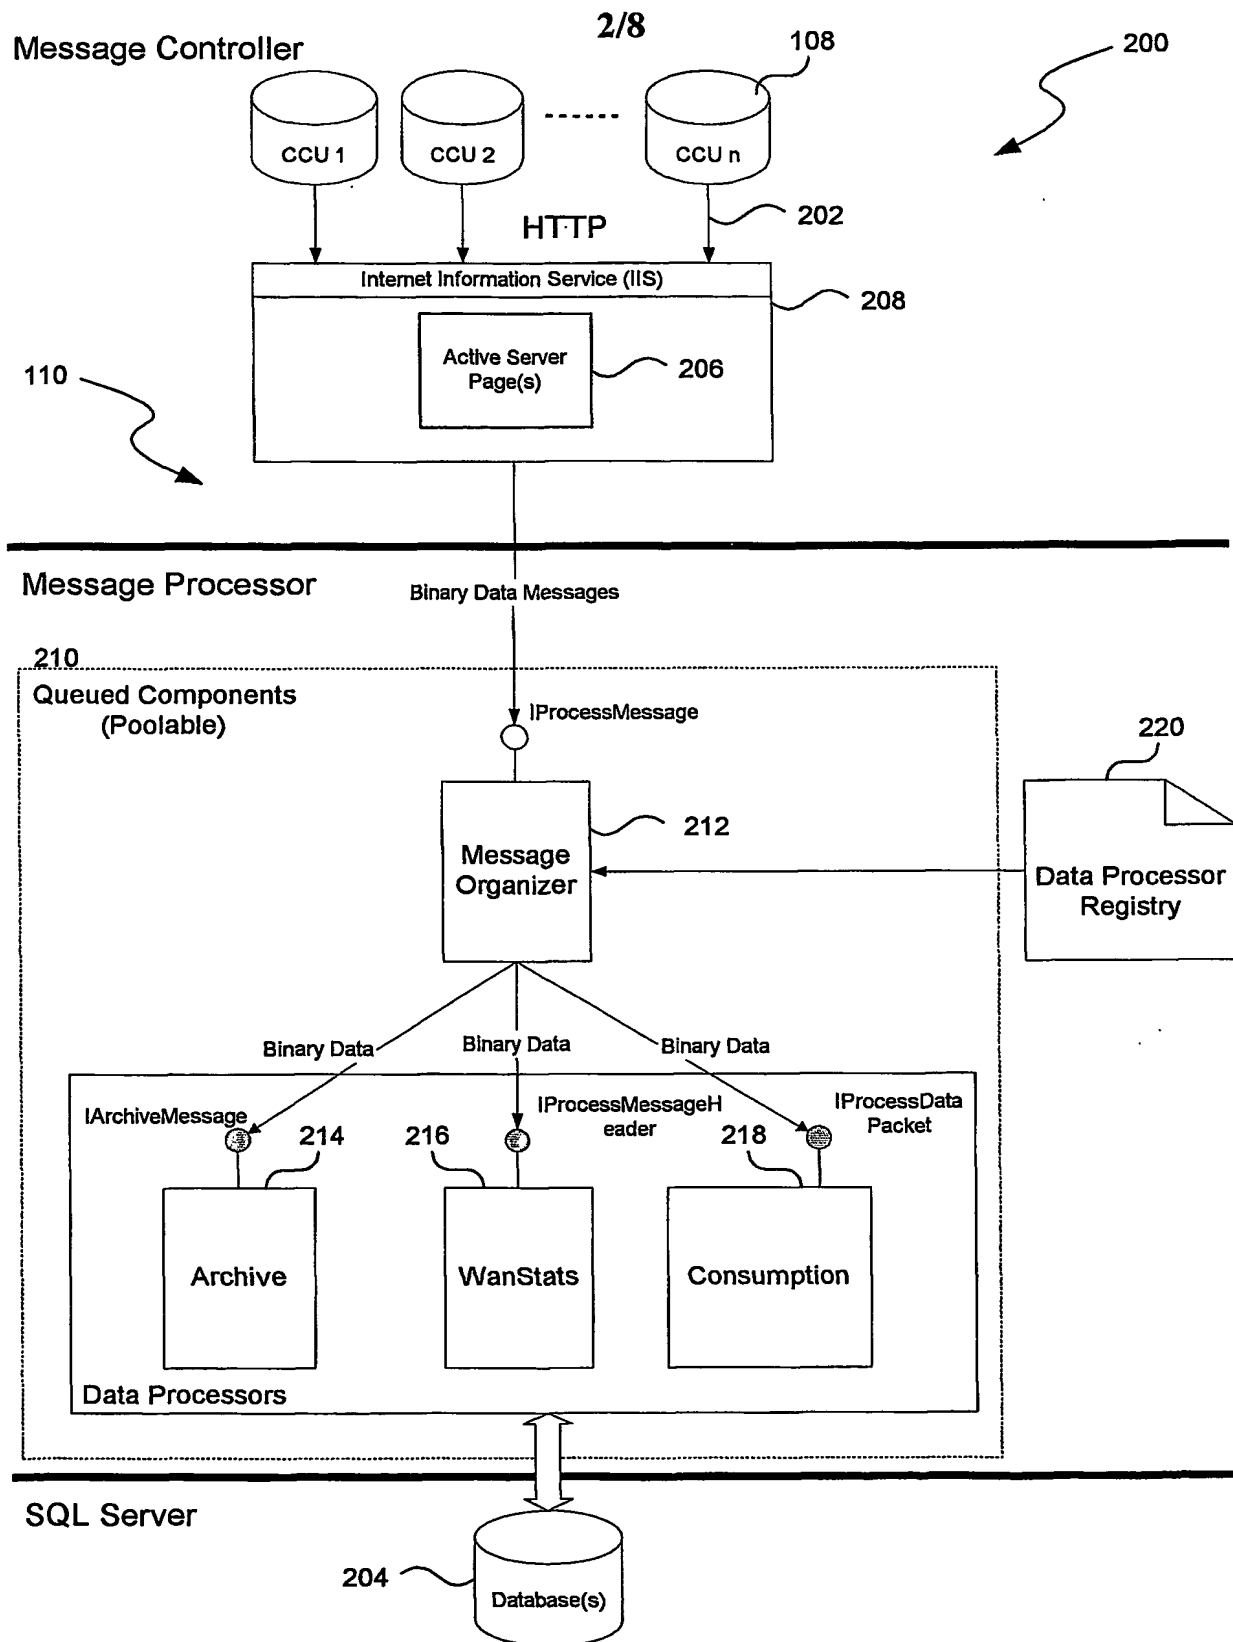 2/8
Message Controller
108
200
CCU 1
CCU 2
CCU n
HTTP
202
Internet Information Service (IIS)
208
Active Server
Page(s)
206
110
Message Processor
Binary Data Messages
210
Queued Components
(Poolable)
IProcessMessage
220
212
Message
Organizer
Data Processor
Registry
Binary Data
Binary Data
Binary Data
IArchiveMessage
IProcessMessageH
eader
IProcessData
Packet
214
216
218
Archive
WanStats
Consumption
Data Processors
SQL Server
204
Database(s)